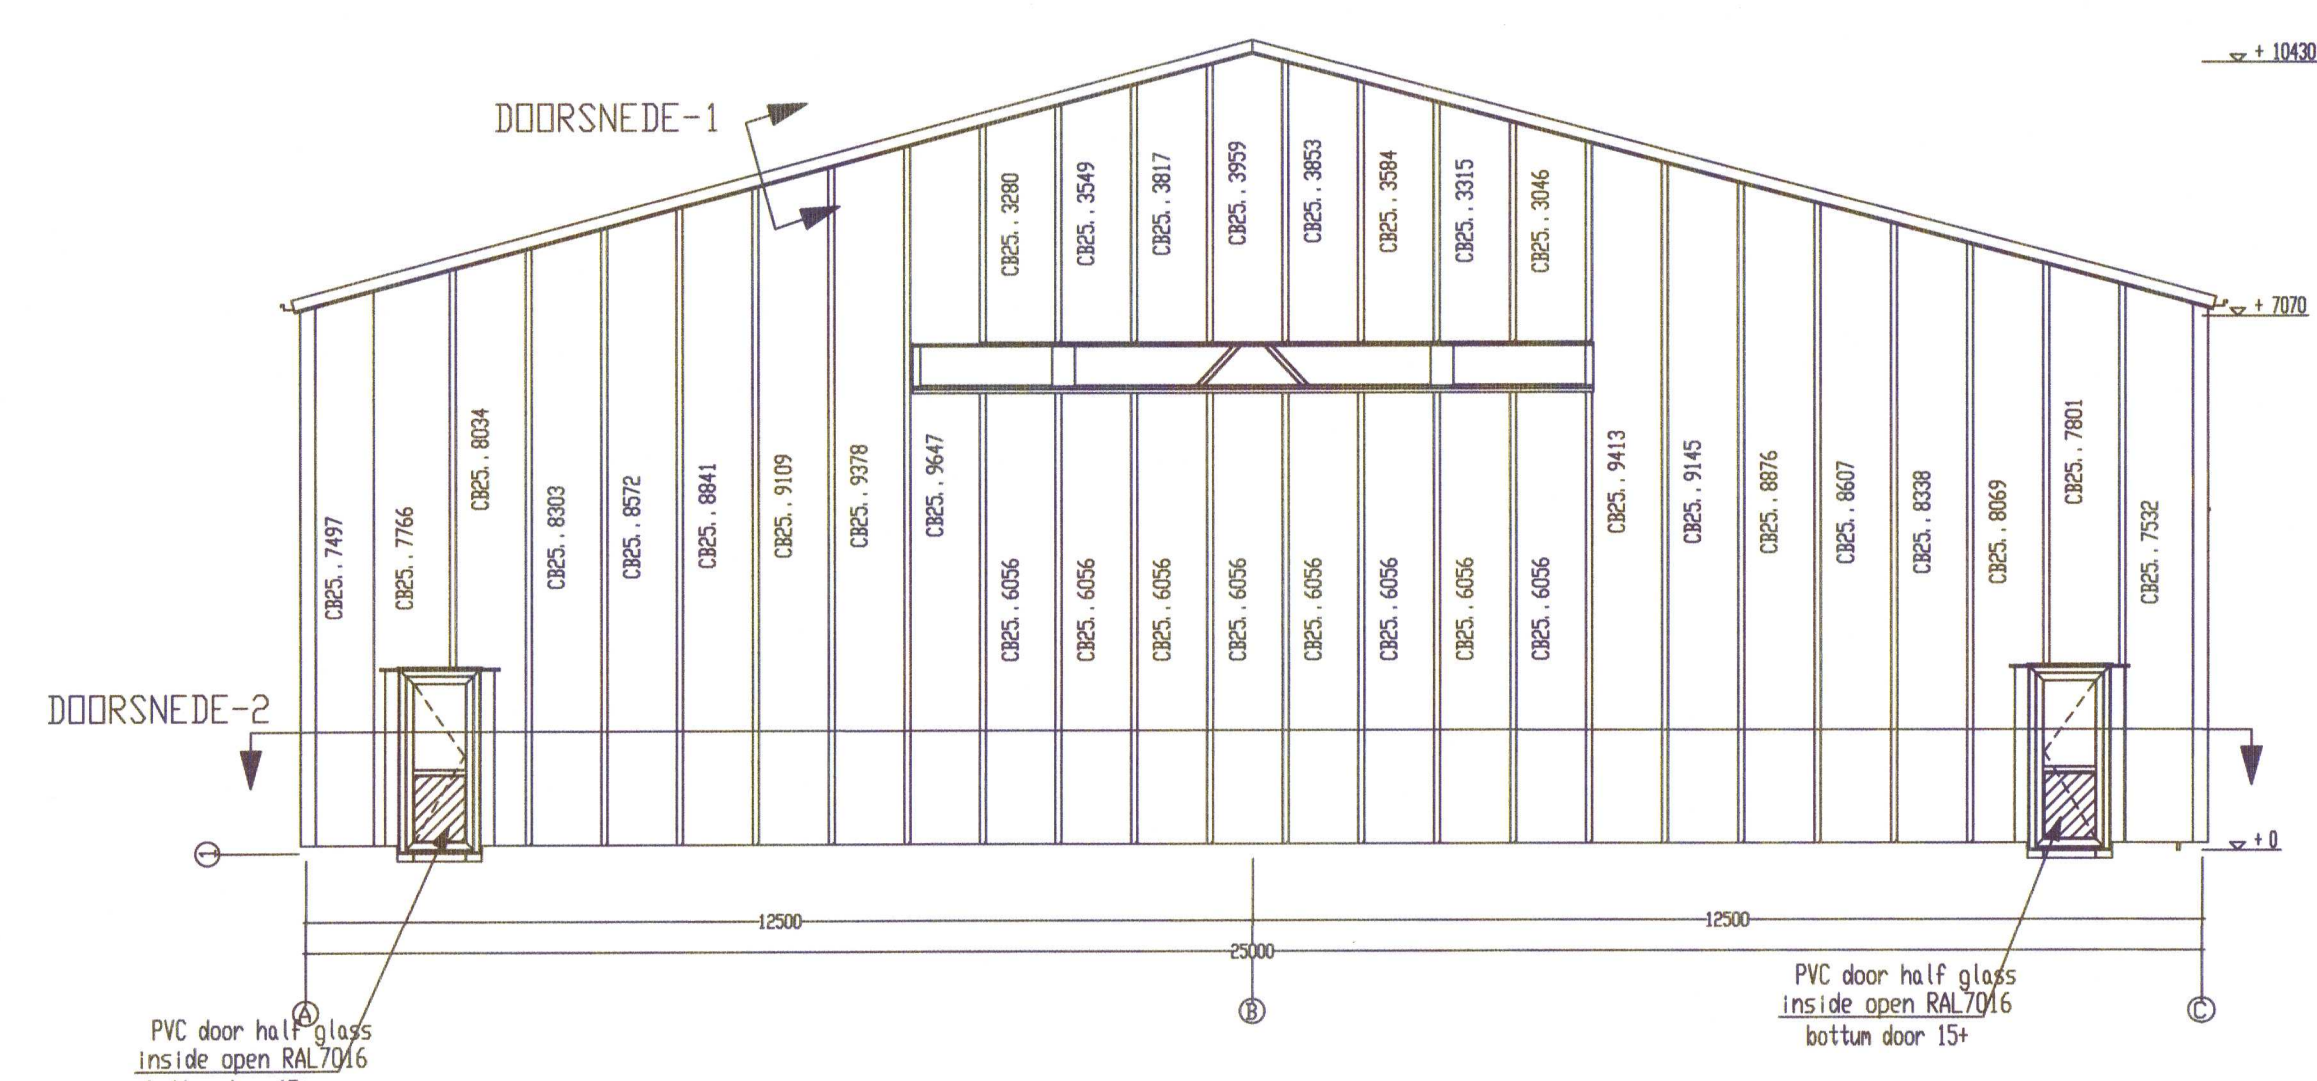 + 10430
DOORSNEDE-1
+ 7070
CB25..3280
CB25..3549
CB25..3817
CB25..3959
CB25..3853
CB25..3584
CB25..3315
CB25..3046
CB25..7497
CB25..7766
CB25..8034
CB25..8303
CB25..8572
CB25..8841
CB25..9109
CB25..9378
CB25..9647
CB25..6056
CB25..6056
CB25..6056
CB25..6056
CB25..6056
CB25..6056
CB25..6056
CB25..6056
CB25..9413
CB25..9145
CB25..8876
CB25..8607
CB25..8338
CB25..8069
CB25..7801
CB25..7532
DOORSNEDE-2
+0
1
12500
12500
25000
A
B
C
PVC door half glass
inside open RAL7016
PVC door half glass
inside open RAL7016
bottum door 15+